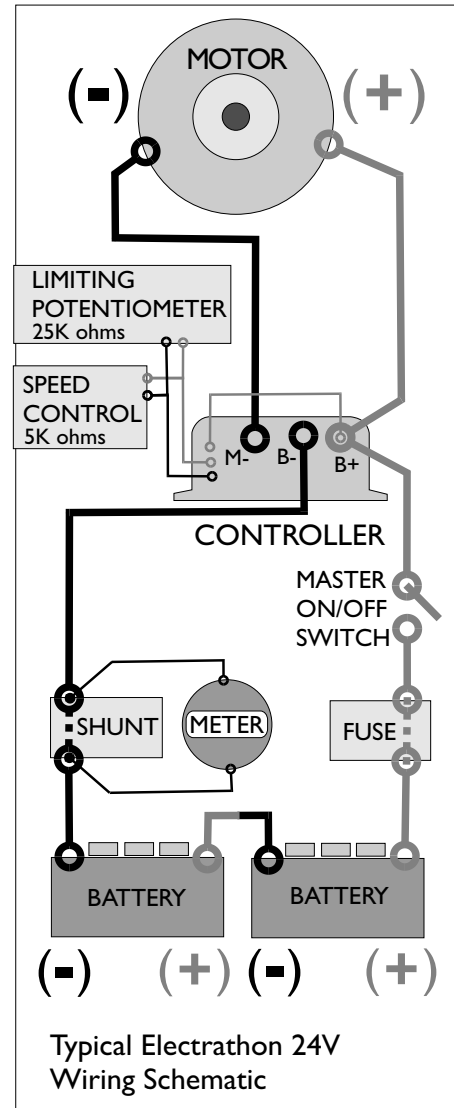 MOTOR
(-) (+)
LIMITING
POTENTIOMETER
25K ohms
SPEED
CONTROL
5K ohms
M- B- B+
CONTROLLER
MASTER
ON/OFF
SWITCH
SHUNT METER FUSE
BATTERY BATTERY
(-) (+) (-) (+)
Typical Electrathon 24V
Wiring Schematic